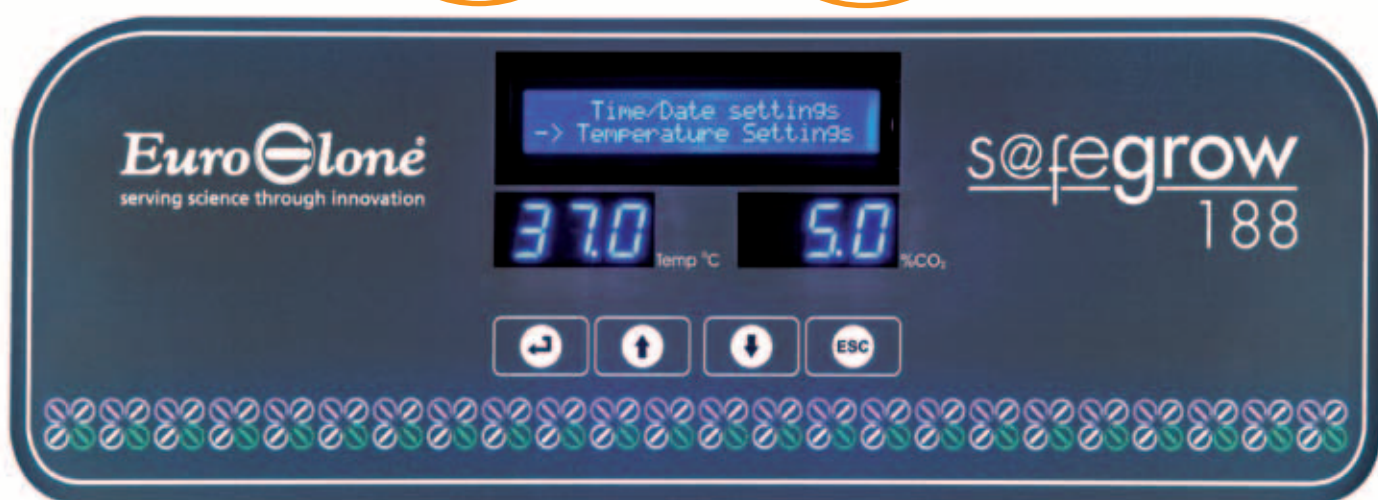 Time/Date settings
-> Temperature Settings
EuroClone®
serving science through innovation
s@fegrow
188
37.0 Temp °C
5.0 %CO₂
ESC